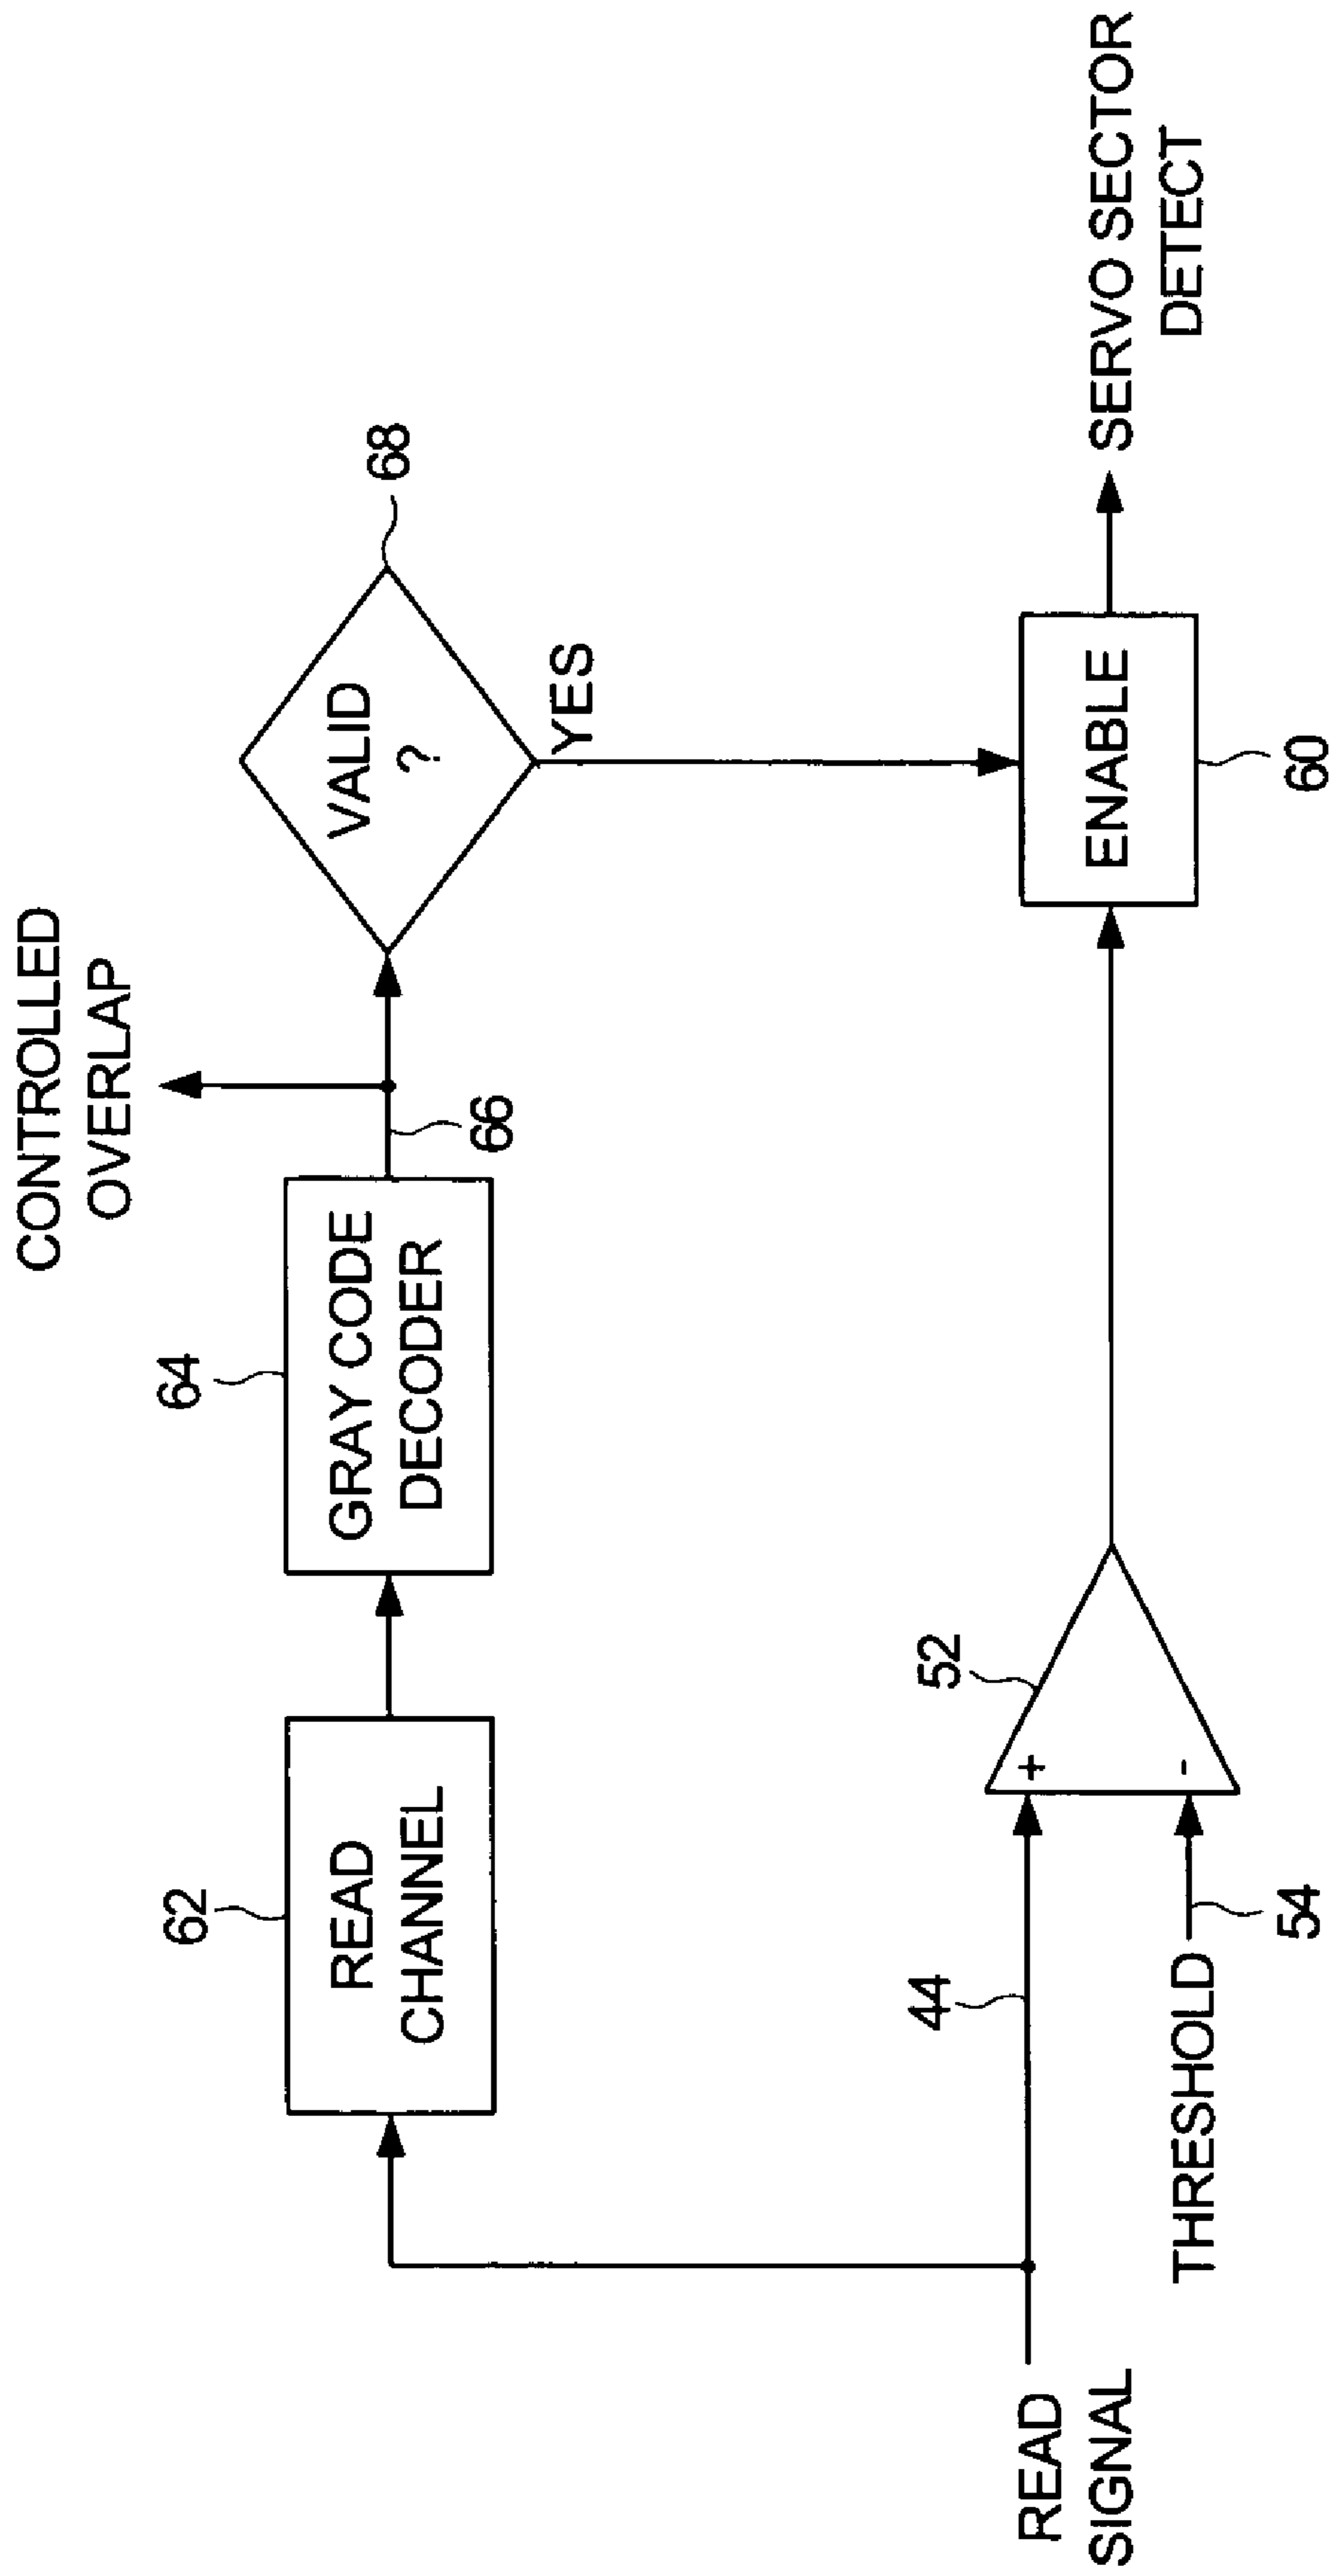 CONTROLLED
OVERLAP
62
READ
CHANNEL
64
GRAY CODE
DECODER
66
VALID
?
68
YES
READ
SIGNAL
44
THRESHOLD
54
+
-
52
ENABLE
60
SERVO SECTOR
DETECT